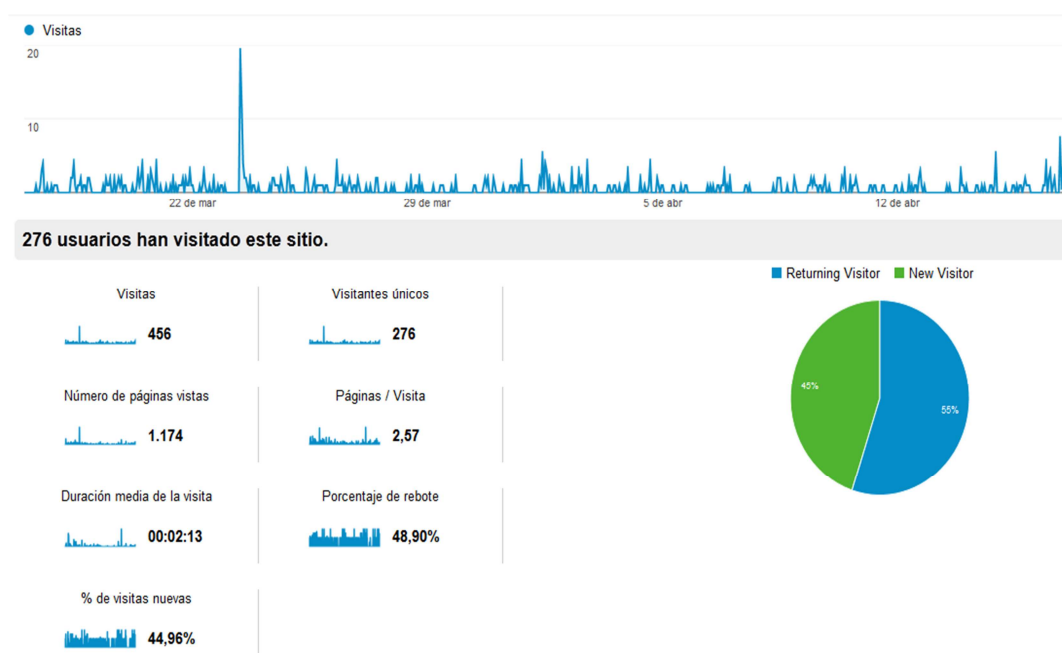 Visitas
20
10
22 de mar 29 de mar 5 de abr 12 de abr
276 usuarios han visitado este sitio.
Returning Visitor New Visitor
Visitas Visitantes únicos
456 276
Número de páginas vistas Páginas / Visita
1.174 2,57
Duración media de la visita Porcentaje de rebote
00:02:13 48,90%
% de visitas nuevas
44,96%
45%
55%